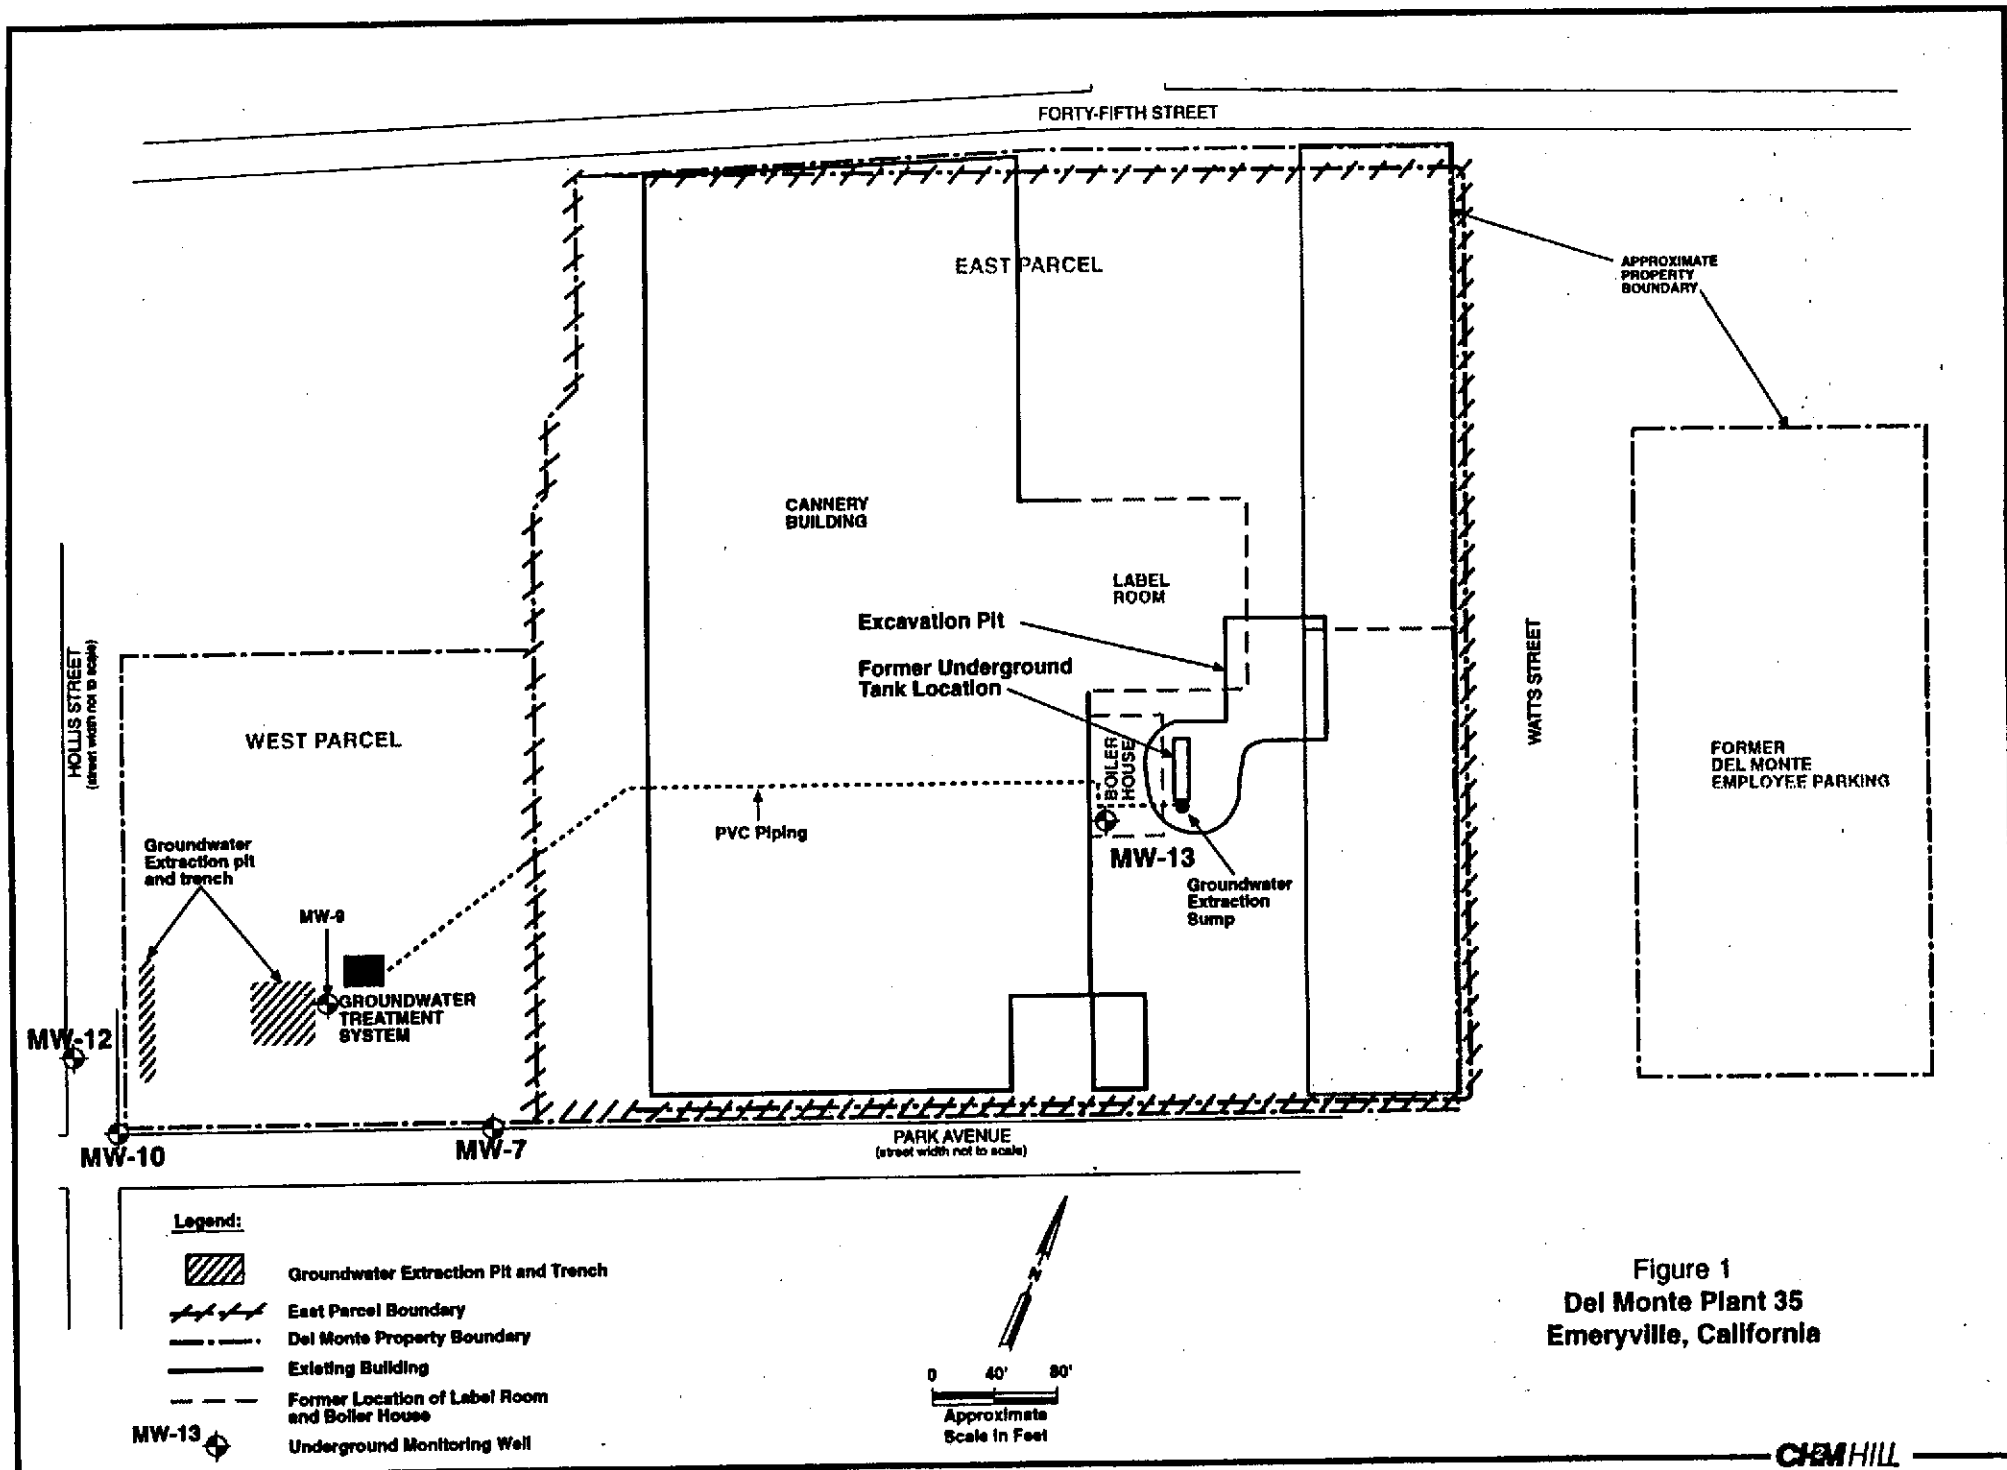 FORTY-FIFTH STREET
EAST PARCEL
APPROXIMATE
PROPERTY
BOUNDARY
CANNERY
BUILDING
LABEL
ROOM
Excavation Pit
Former Underground
Tank Location
HOLLIS STREET
(street width not to scale)
WEST PARCEL
BOILER
HOUSE
WATTS STREET
FORMER
DEL MONTE
EMPLOYEE PARKING
PVC Piping
Groundwater
Extraction pit
and trench
MW-13
Groundwater
Extraction
Sump
MW-9
GROUNDWATER
TREATMENT
SYSTEM
MW-12
MW-10
MW-7
PARK AVENUE
(street width not to scale)
Legend:
Groundwater Extraction Pit and Trench
East Parcel Boundary
Del Monte Property Boundary
Existing Building
Former Location of Label Room
and Boiler House
MW-13
Underground Monitoring Well
N
0 40' 80'
Approximate
Scale in Feet
Figure 1
Del Monte Plant 35
Emeryville, California
CH2M HILL